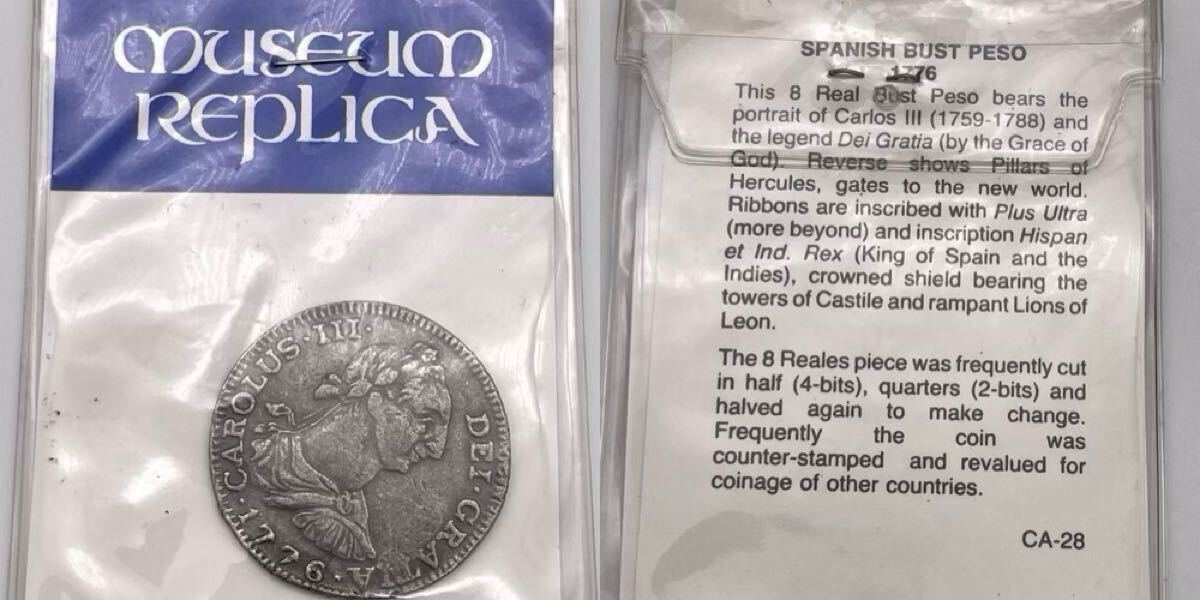 MUSEUM
REPLICA
CAROLUS·III·
DEI·GRATIA
·1776·
SPANISH BUST PESO
1776
This 8 Real Bust Peso bears the
portrait of Carlos III (1759-1788) and
the legend Dei Gratia (by the Grace of
God). Reverse shows Pillars of
Hercules, gates to the new world.
Ribbons are inscribed with Plus Ultra
(more beyond) and inscription Hispan
et Ind. Rex (King of Spain and the
Indies), crowned shield bearing the
towers of Castile and rampant Lions of
Leon.
The 8 Reales piece was frequently cut
in half (4-bits), quarters (2-bits) and
halved again to make change.
Frequently the coin was
counter-stamped and revalued for
coinage of other countries.
CA-28